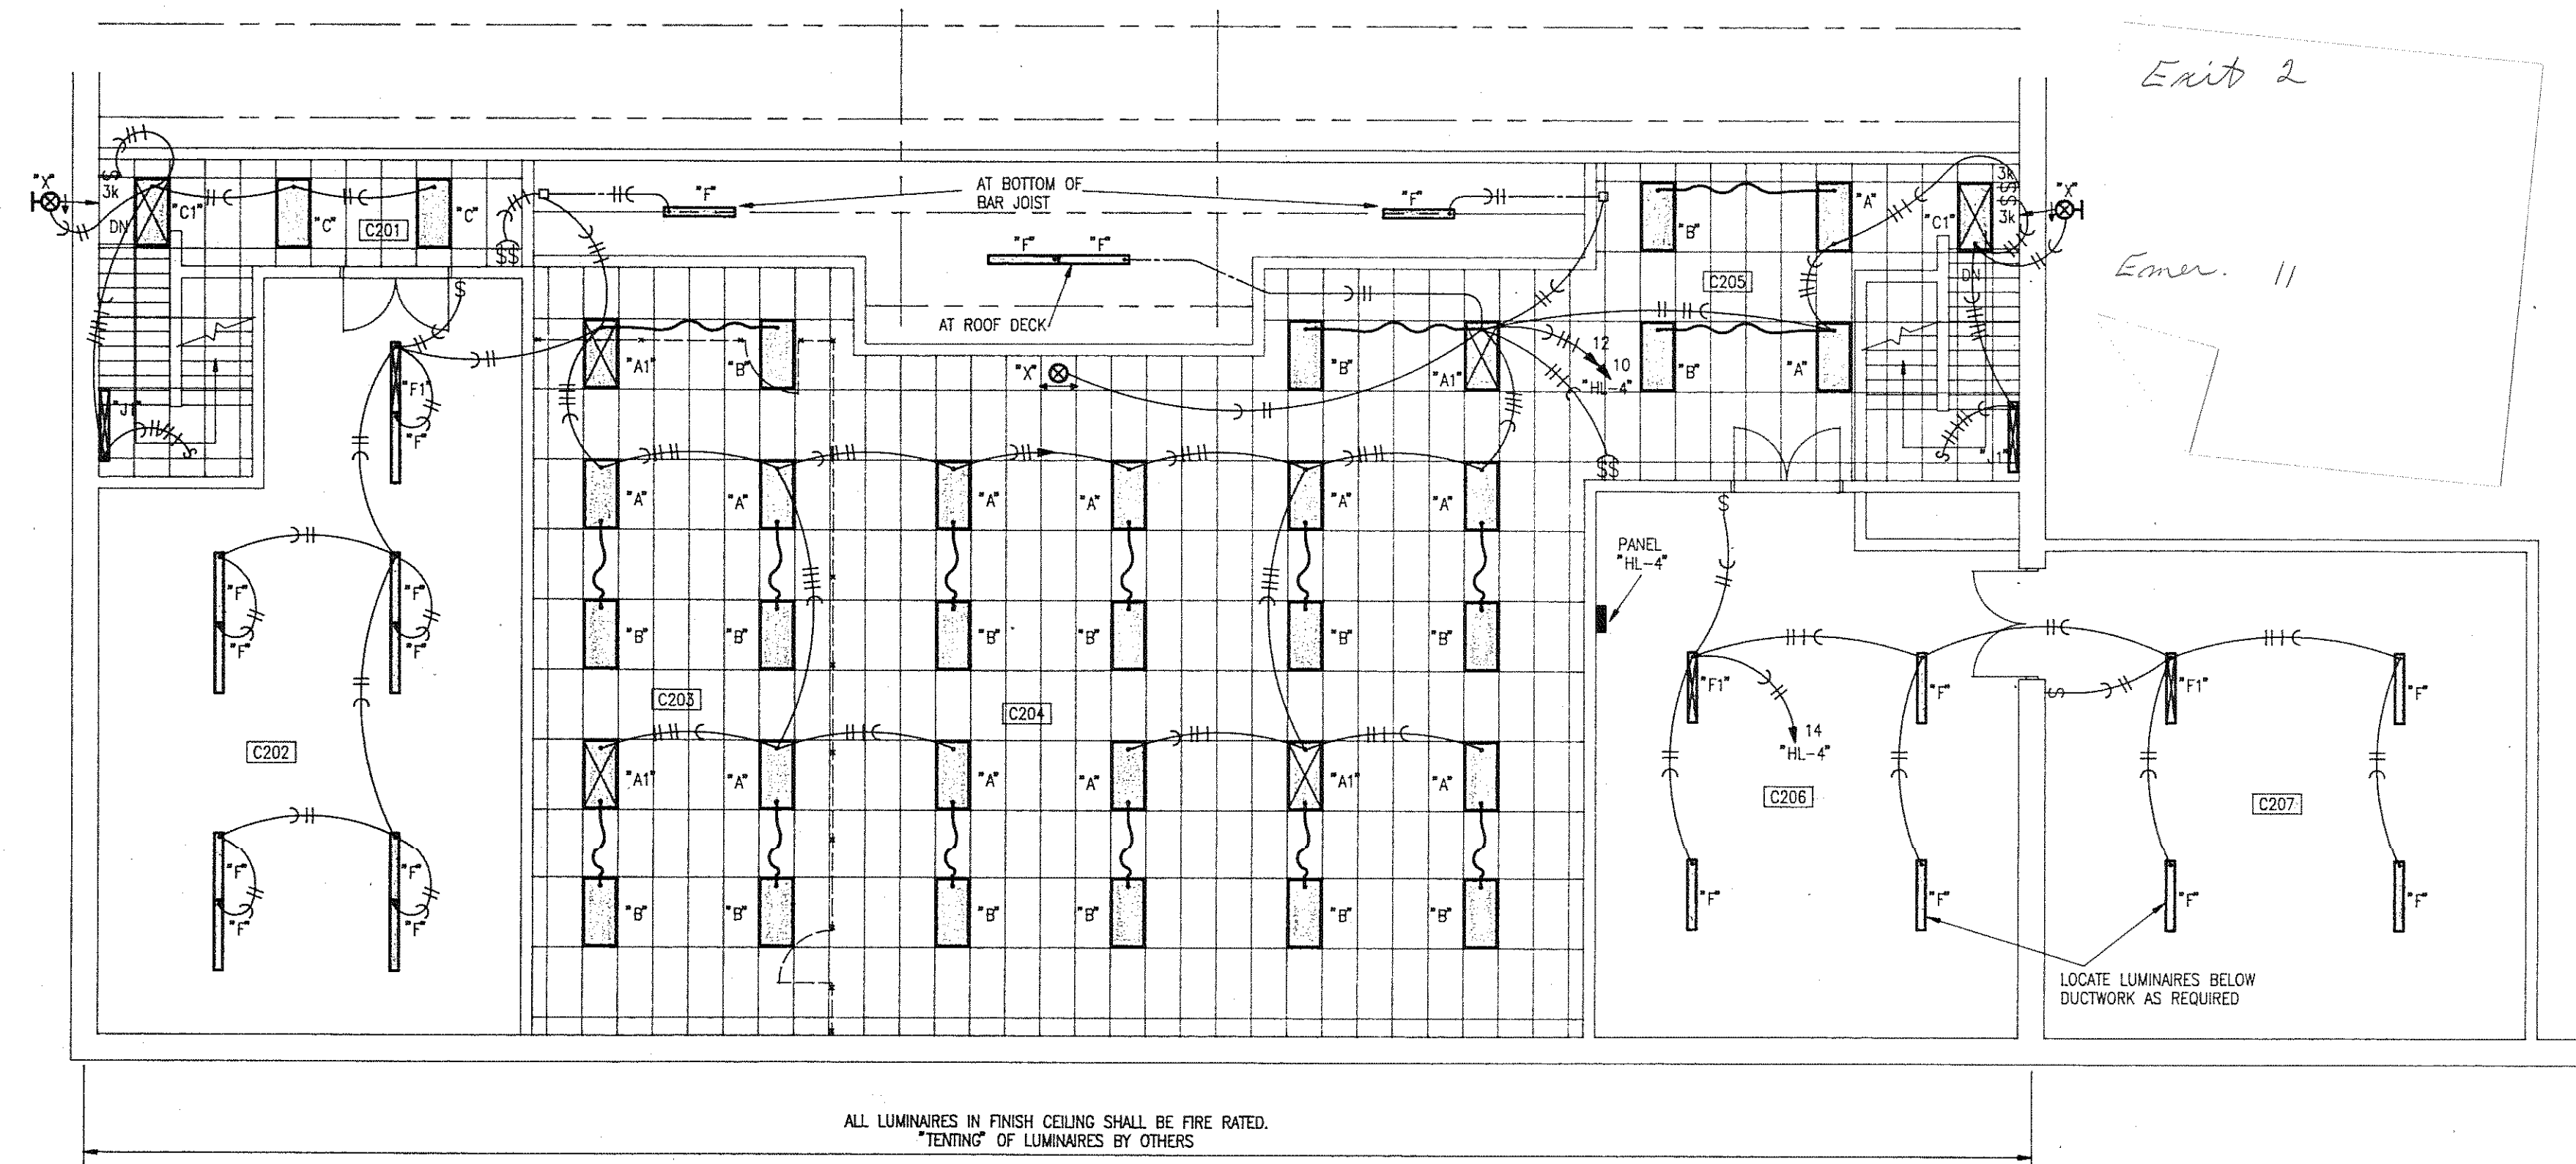 Exit 2
Emer. 11
"X"
3k
DN
"C1"
"C"
C201
"C"
$$
"F"
AT BOTTOM OF
BAR JOIST
"F"
"F" "F"
AT ROOF DECK
"B"
"A"
"C1"
3k
3k
"X"
DN
C205
S
"J1"
S
"F1"
"F"
"A1"
"B"
"X"
"B"
"A1"
12
10
"HL-4"
"B"
"A"
S
"J1"
$$
"A" "A" "A" "A" "A" "A"
S
PANEL
"HL-4"
"F" "F"
"F" "F"
"B" "B" "B" "B" "B" "B"
C203
C204
C202
"F1"
"F"
S
"F1"
"F"
14
"HL-4"
"A1" "A" "A" "A" "A1" "A"
C206
C207
"F" "F"
"F" "F"
"B" "B" "B" "B" "B" "B"
"F" "F" "F" "F"
LOCATE LUMINAIRES BELOW
DUCTWORK AS REQUIRED
ALL LUMINAIRES IN FINISH CEILING SHALL BE FIRE RATED.
"TENTING" OF LUMINAIRES BY OTHERS